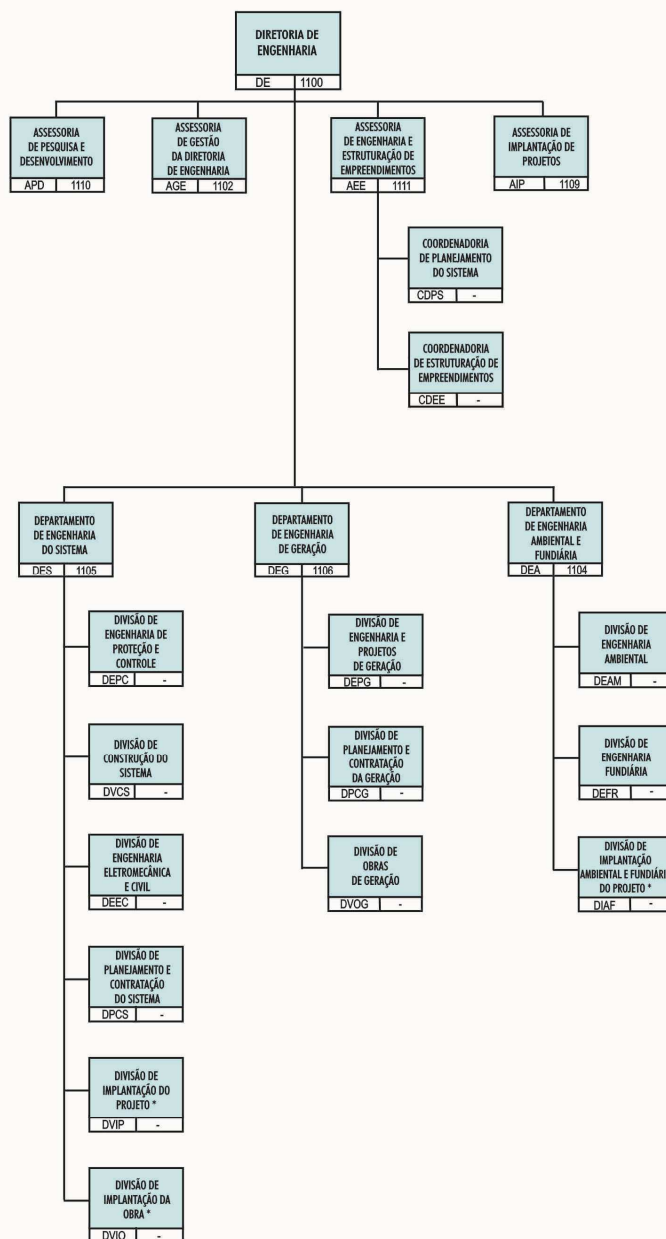 DIRETORIA DE
ENGENHARIA
DE 1100
ASSESSORIA
DE PESQUISA E
DESENVOLVIMENTO
APD 1110
ASSESSORIA
DE GESTÃO
DA DIRETORIA
DE ENGENHARIA
AGE 1102
ASSESSORIA
DE ENGENHARIA E
ESTRUTURAÇÃO DE
EMPREENDIMENTOS
AEE 1111
ASSESSORIA DE
IMPLANTAÇÃO DE
PROJETOS
AIP 1109
COORDENADORIA
DE PLANEJAMENTO
DO SISTEMA
CDPS -
COORDENADORIA
DE ESTRUTURAÇÃO DE
EMPREENDIMENTOS
CDEE -
DEPARTAMENTO
DE ENGENHARIA
DO SISTEMA
DES 1105
DIVISÃO DE
ENGENHARIA DE
PROTEÇÃO E
CONTROLE
DEPC -
DIVISÃO DE
CONSTRUÇÃO DO
SISTEMA
DVCS -
DIVISÃO DE
ENGENHARIA
ELETROMECÂNICA
E CIVIL
DEEC -
DIVISÃO DE
PLANEJAMENTO E
CONTRATAÇÃO
DO SISTEMA
DPCS -
DIVISÃO DE
IMPLANTAÇÃO DO
PROJETO *
DVIP -
DIVISÃO DE
IMPLANTAÇÃO DA
OBRA *
DVIO -
DEPARTAMENTO
DE ENGENHARIA
DE GERAÇÃO
DEG 1106
DIVISÃO DE
ENGENHARIA E
PROJETOS
DE GERAÇÃO
DEPG -
DIVISÃO DE
PLANEJAMENTO E
CONTRATAÇÃO
DA GERAÇÃO
DPCG -
DIVISÃO DE
OBRAS
DE GERAÇÃO
DVOG -
DEPARTAMENTO
DE ENGENHARIA
AMBIENTAL E
FUNDIÁRIA
DEA 1104
DIVISÃO DE
ENGENHARIA
AMBIENTAL
DEAM -
DIVISÃO DE
ENGENHARIA
FUNDIÁRIA
DEFR -
DIVISÃO DE
IMPLANTAÇÃO
AMBIENTAL E FUNDIÁRI
DO PROJETO *
DIAF -